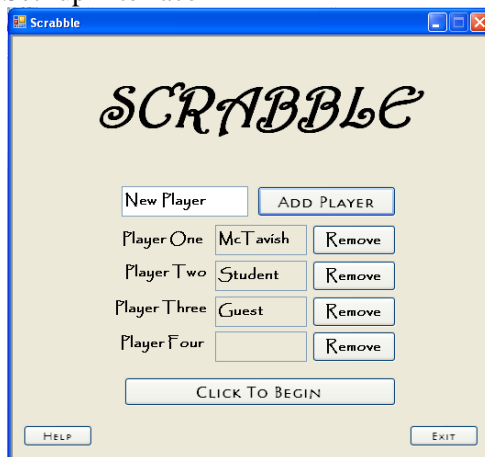 Scrabble
SCRABBLE
New Player ADD PLAYER
Player One McTavish Remove
Player Two Student Remove
Player Three Guest Remove
Player Four Remove
CLICK TO BEGIN
HELP EXIT